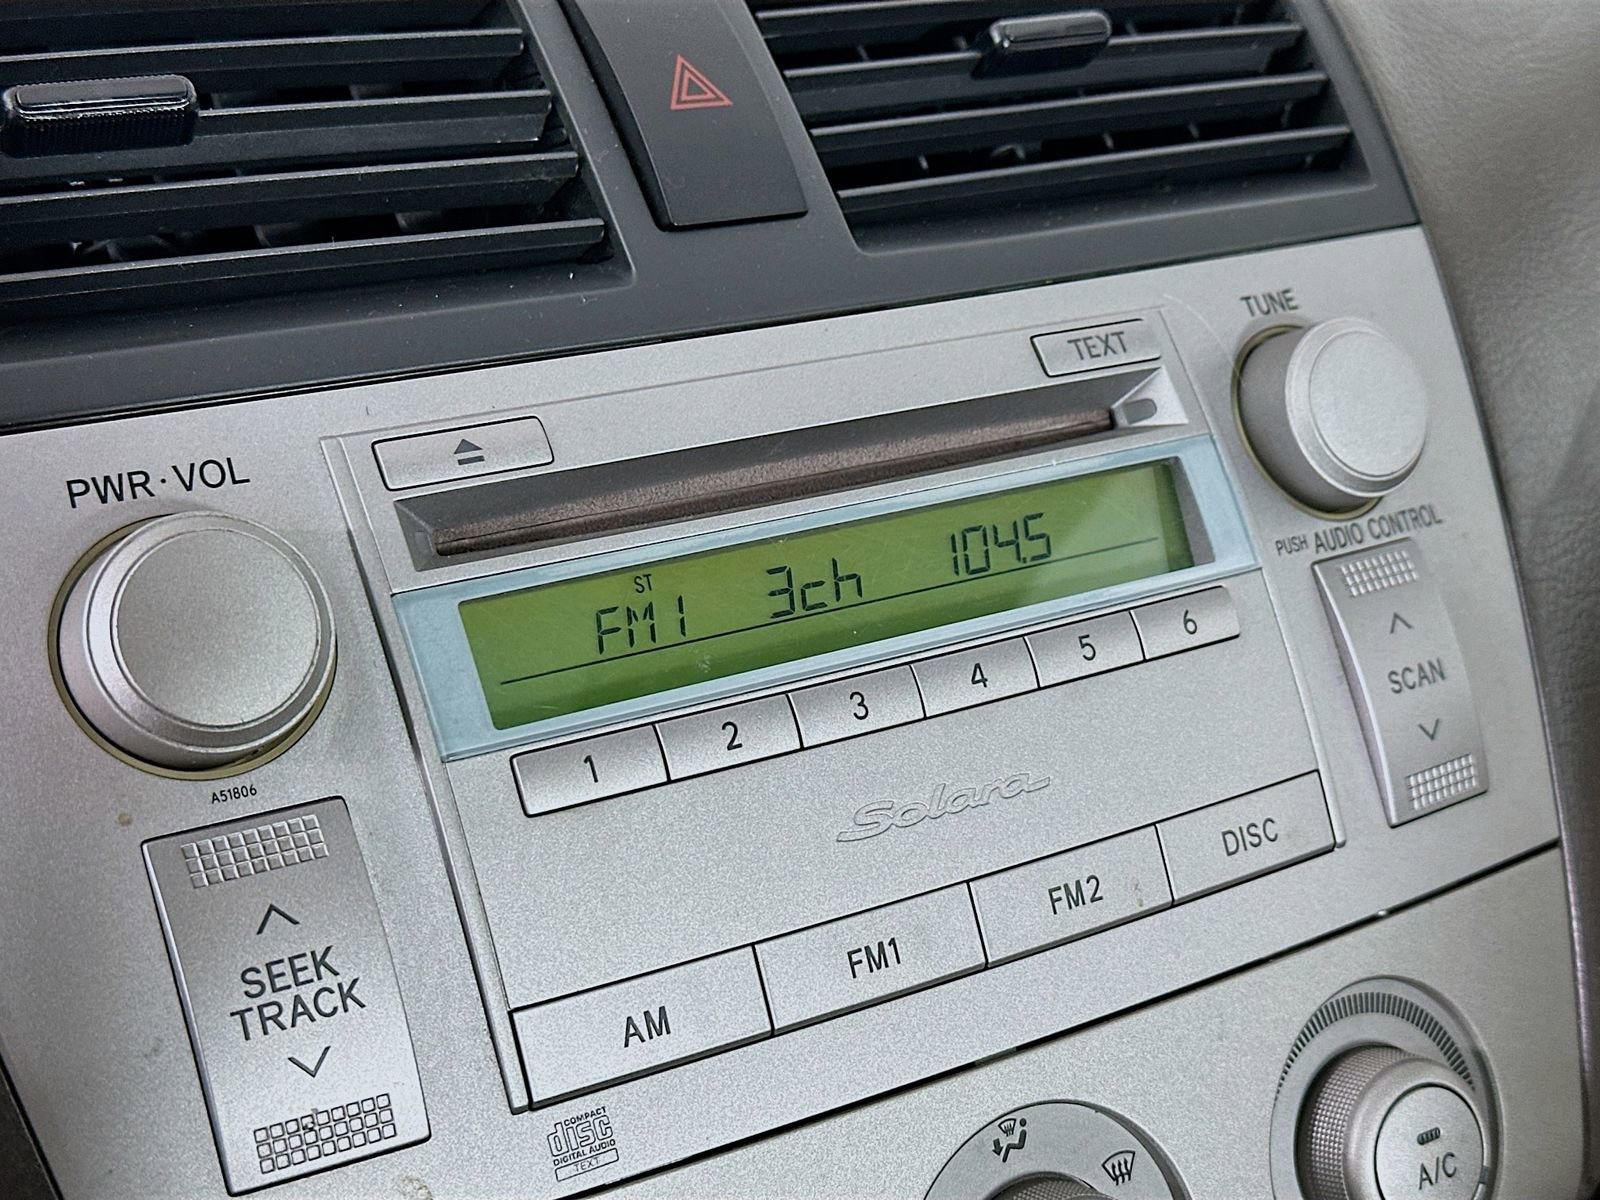 TUNE
TEXT
PWR·VOL
PUSH AUDIO CONTROL
ST
FM1 3ch 104.5
SCAN
1 2 3 4 5 6
A51806
Solara
SEEK
TRACK
AM FM1 FM2 DISC
COMPACT
disc
DIGITAL AUDIO
TEXT
A/C